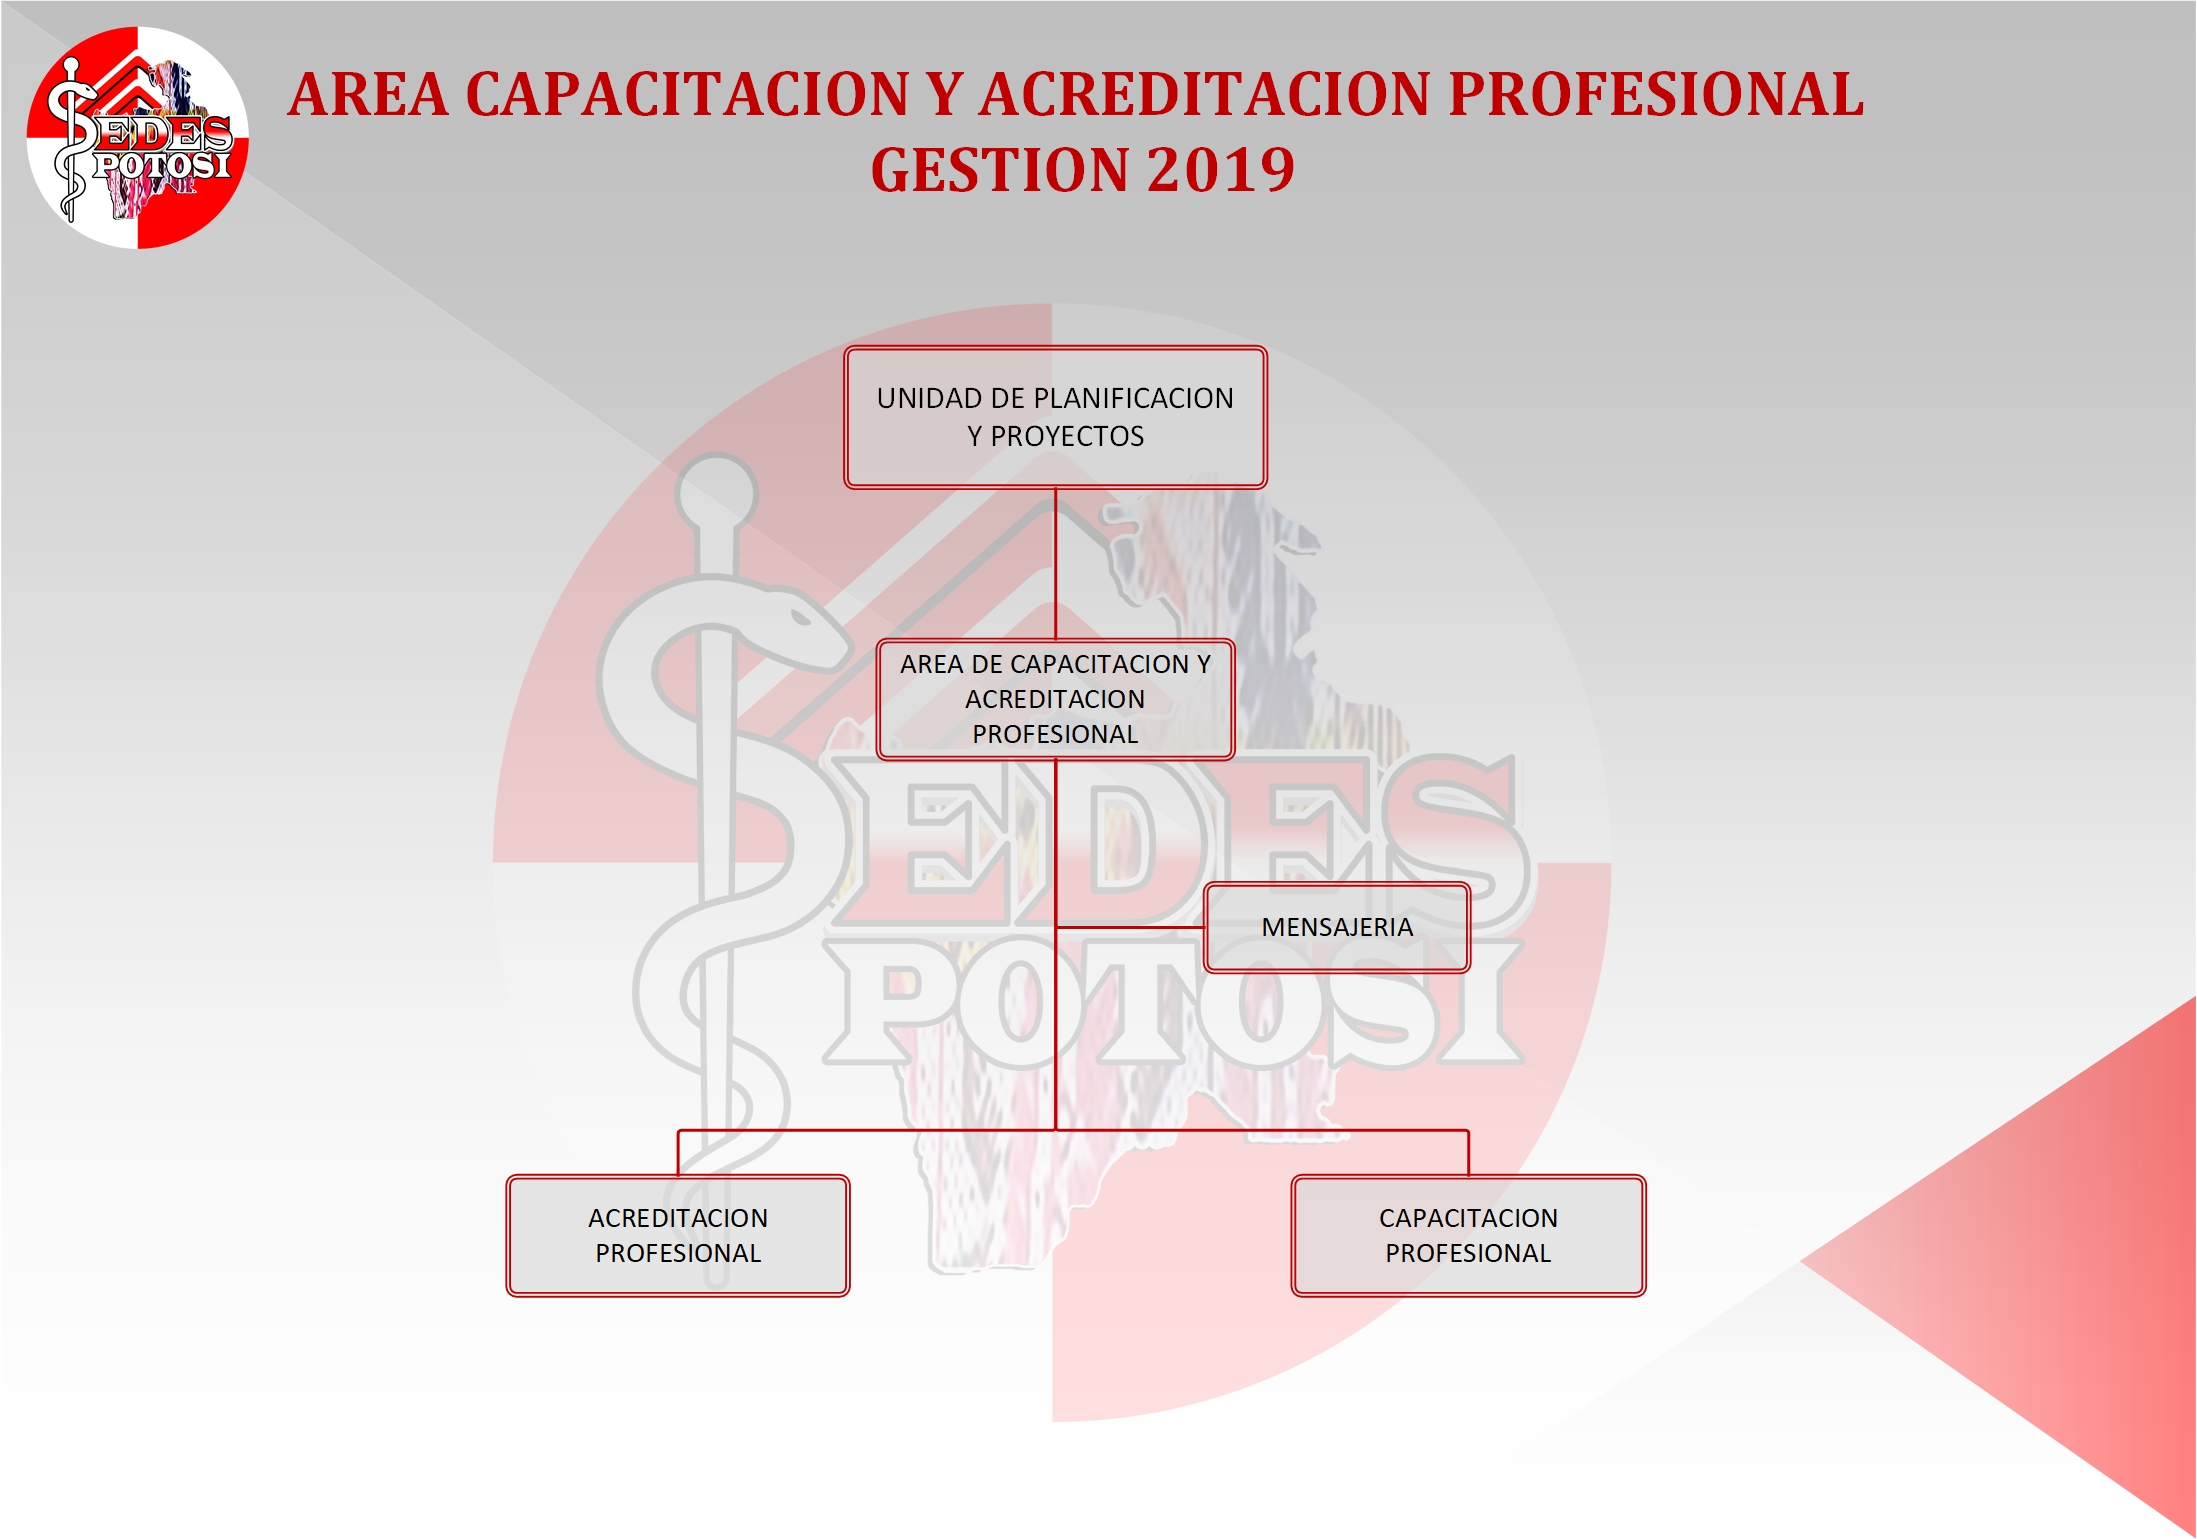 SEDES
POTOSI
AREA CAPACITACION Y ACREDITACION PROFESIONAL
GESTION 2019
UNIDAD DE PLANIFICACION
Y PROYECTOS
AREA DE CAPACITACION Y
ACREDITACION
PROFESIONAL
SEDES
POTOSI
MENSAJERIA
ACREDITACION
PROFESIONAL
CAPACITACION
PROFESIONAL